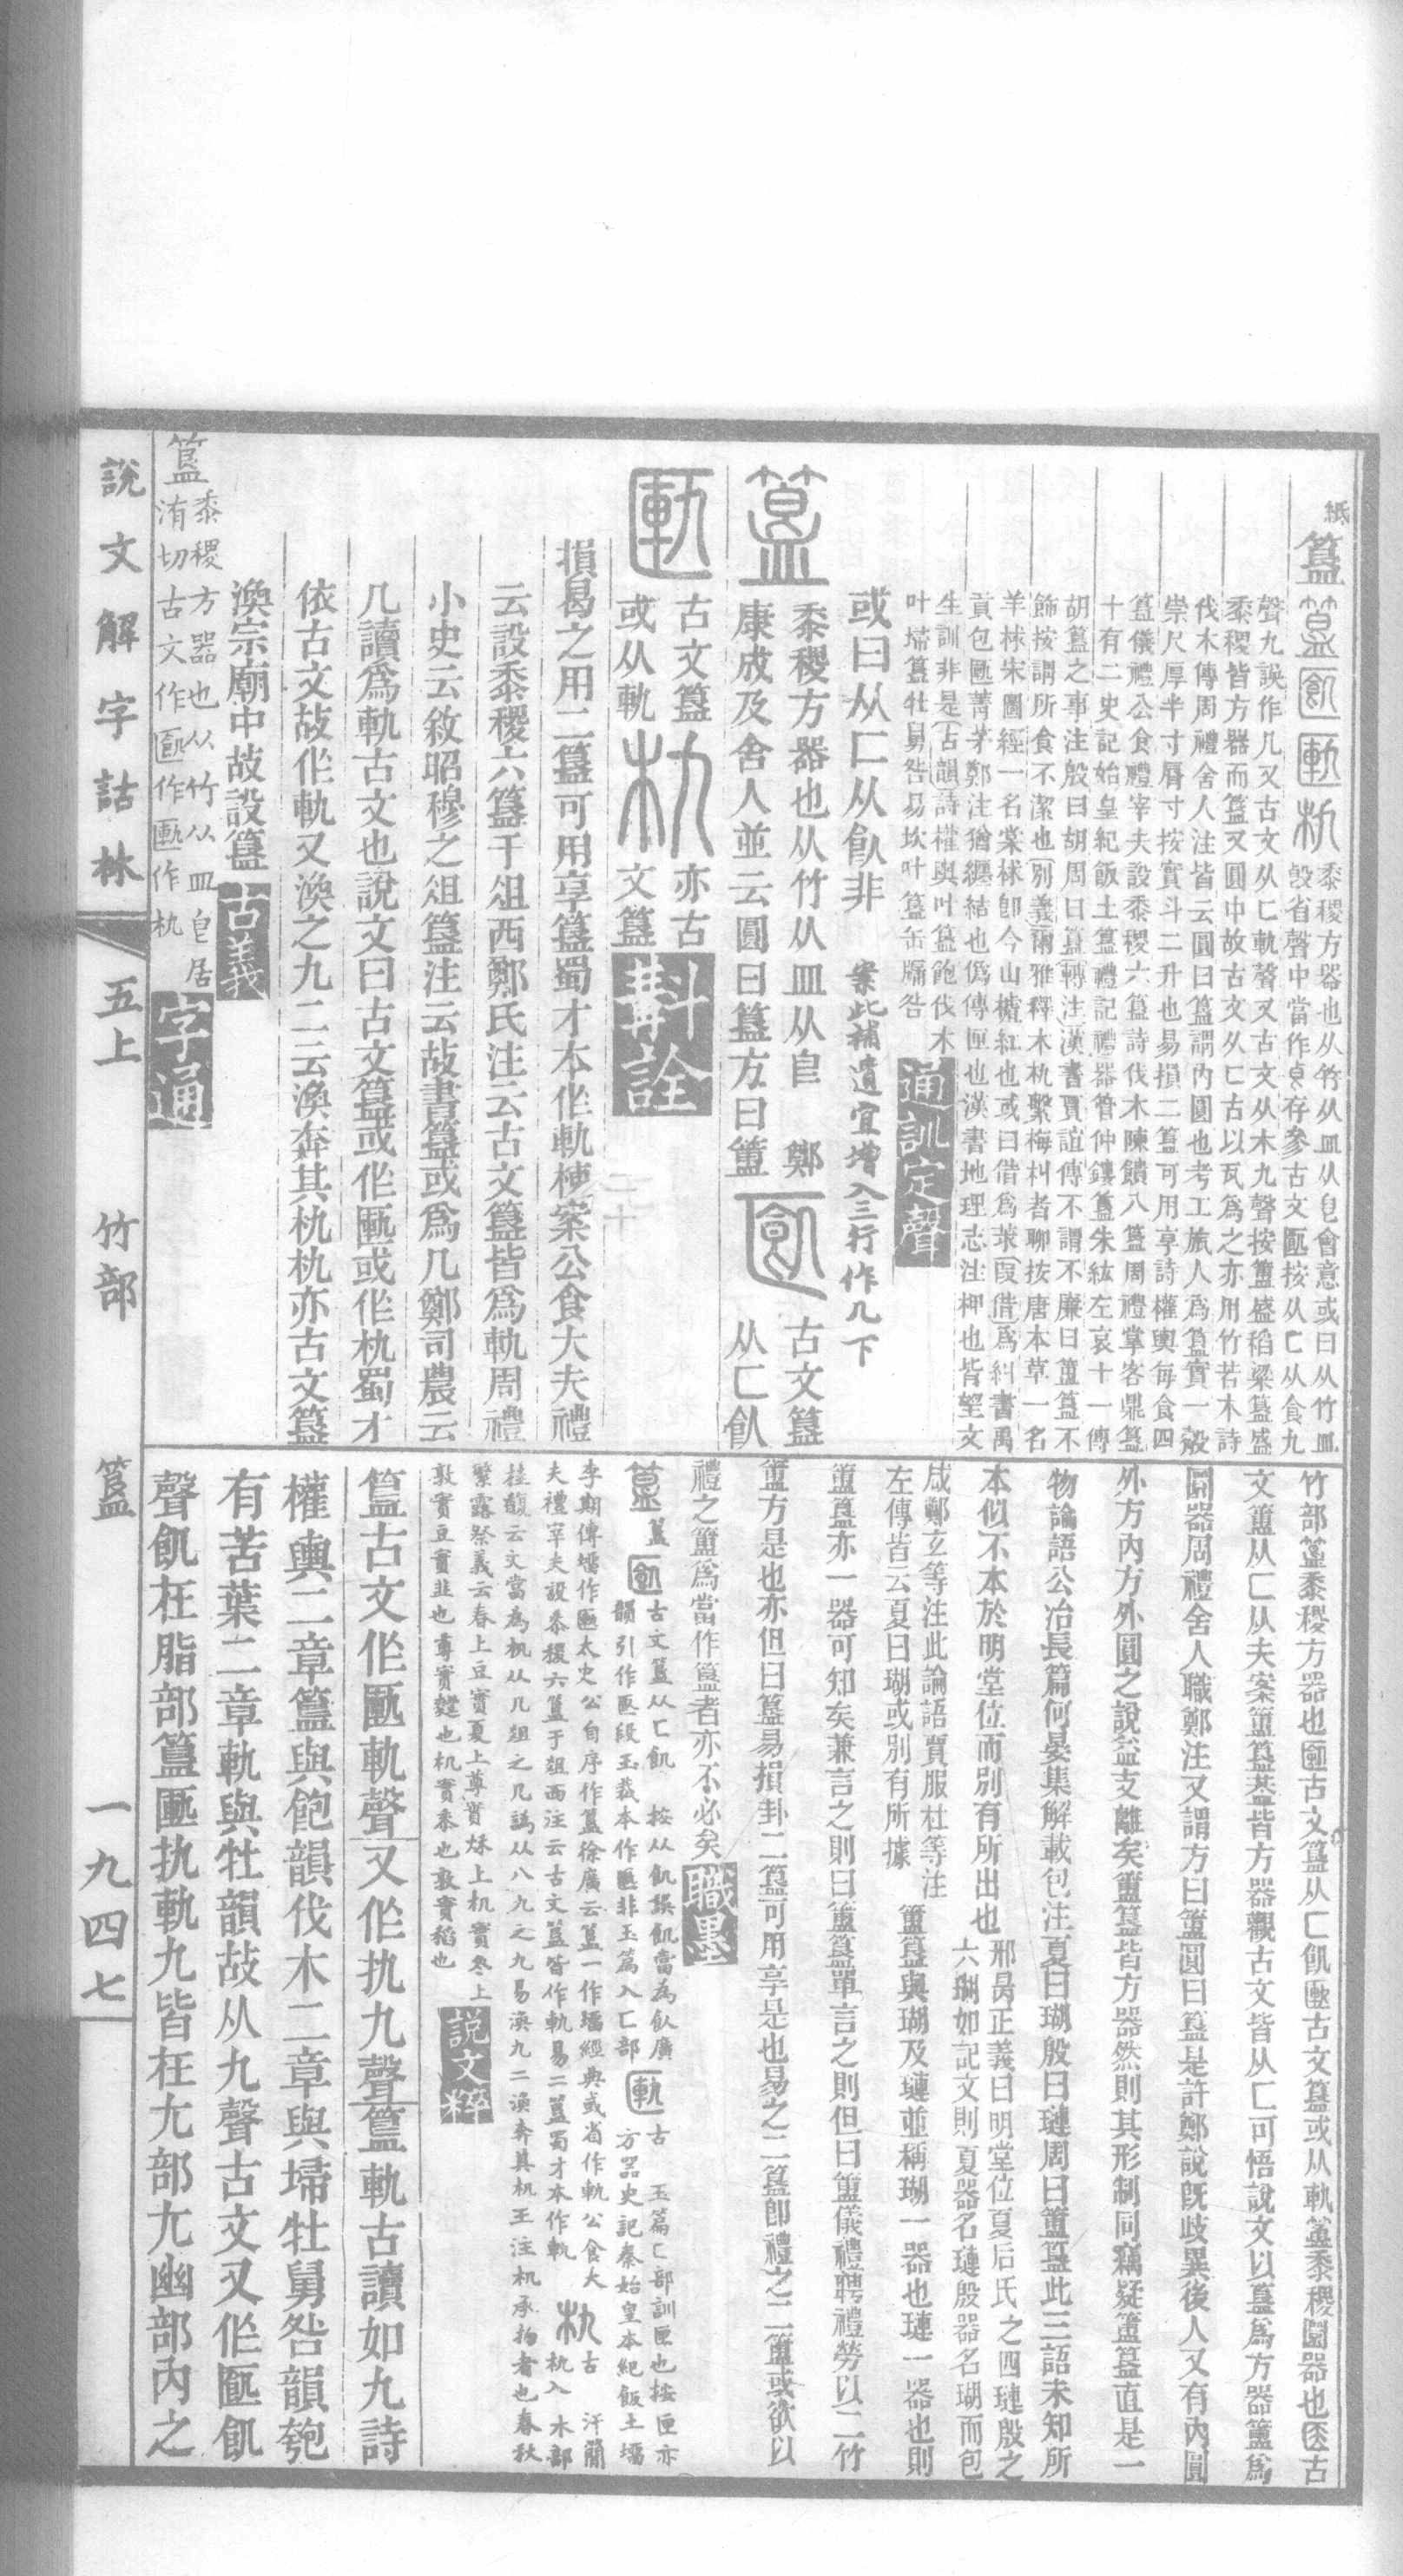 紙
簋
黍稷方器也从竹从皿从皀會意或曰从竹皿
㲃省聲中當作皀存參古文匭按从匚从食九
聲九誤作几又古文从匚軌聲又古文从木九聲按簠盛稻粱簋盛
黍稷皆方器而簋又圓中故古文从匚古以瓦爲之亦用竹若木詩
伐木傳周禮舍人注皆云圓曰簋謂內圓也考工旊人爲簋實一㲄
崇尺厚半寸脣寸按實斗二升也易損二簋可用享詩權輿每食四
簋儀禮公食禮宰夫設黍稷六簋詩伐木陳饋八簋周禮掌客鼎簋
十有二史記始皇紀飯土簋禮記禮器管仲鏤簋朱紘左哀十一傳
胡簋之事注殷曰胡周曰簋轉注漢書賈誼傳不謂不廉曰簠簋不
飾按謂所食不潔也別義爾雅釋木朹檕梅朻者聊按唐本草一名
羊梂宋圖經一名棠梂卽今山樝紅也或曰借爲莍叚借爲糾書禹
貢包匭菁茅鄭注猶纏結也僞傳匣也漢書地理志注柙也皆望文
生訓非是古韻詩權輿叶簋飽伐木
叶埽簋牡舅咎易坎叶簋缶牖咎
通訓定聲
或曰从匚从飤非
案此補遺宜增入三行作几下
簋
黍稷方器也从竹从皿从皀
鄭
康成及舍人並云圓曰簋方曰簠
古文簋
从匚飤
匭
古文簋
或从軌
朹
亦古
文簋
斠詮
損曷之用二簋可用享簋蜀才本作軌㯅案公食大夫禮
云設黍稷六簋于俎西鄭氏注云古文簋皆爲軌周禮
小史云敘昭穆之俎簋注云故書簋或爲几鄭司農云
几讀爲軌古文也說文曰古文簋或作匭或作朹蜀才
依古文故作軌又渙之九二云渙奔其朹朹亦古文簋
渙宗廟中故設簋
古義
簋
黍稷方器也从竹从皿皀居
洧切古文作匭作匭作朹
字通
竹部簋黍稷方器也匭古文簋从匚飢匭古文簋或从軌簠黍稷圜器也匧古
文簠从匚从夫案簠簋葢皆方器觀古文皆从匚可悟說文以簋爲方器簠爲
圜器周禮舍人職鄭注又謂方曰簠圓曰簋是許鄭說旣歧異後人又有內圓
外方內方外圓之說益支離矣簠簋皆方器然則其形制同竊疑簠簋直是一
物論語公冶長篇何晏集解載包注夏曰瑚殷曰璉周曰簠簋此三語未知所
本似不本於明堂位而別有所出也
邢昺正義曰明堂位夏后氏之四璉殷之
六瑚如記文則夏器名璉殷器名瑚而包
咸鄭玄等注此論語賈服杜等注
左傳皆云夏曰瑚或別有所據
簠簋與瑚及璉並稱瑚一器也璉一器也則
簠簋亦一器可知矣兼言之則曰簠簋單言之則但曰簠儀禮聘禮勞以二竹
簠方是也亦但曰簋易損卦二簋可用享是也易之二簋卽禮之二簠或欲以
禮之簠爲當作簋者亦不必矣
職墨
簋
古文簋从匚飢
按从飢誤飢當為飤廣
韻引作匭段玉裁本作匭非玉篇入匚部
玉篇匚部訓匣也按匣亦
方器史記秦始皇本紀飯土塯
李斯傳塯作匭太史公自序作簋徐廣云簋一作塯經典或省作軌公食大
夫禮宰夫設黍稷六簋于俎西注云古文簋皆作軌易二簋蜀才本作軌
朹
古
汗簡
朹入木部
桂馥云文當為朹从几俎之几譌从八九之九易渙九二渙奔其机王注机承物者也春秋
繁露祭義云春上豆實夏上尊實秋上机實冬上
敦實豆實韭也尊實䴰也机實黍也敦實稻也
說文粹
簋古文作匭軌聲又作朹九聲簋軌古讀如九詩
權輿二章簋與飽韻伐木二章與埽牡舅咎韻匏
有苦葉二章軌與牡韻故从九聲古文又作匭飢
聲飢在脂部簋匭朹軌九皆在尢部尢幽部內之
說文解字詁林
五上
竹部
簋
一九四七